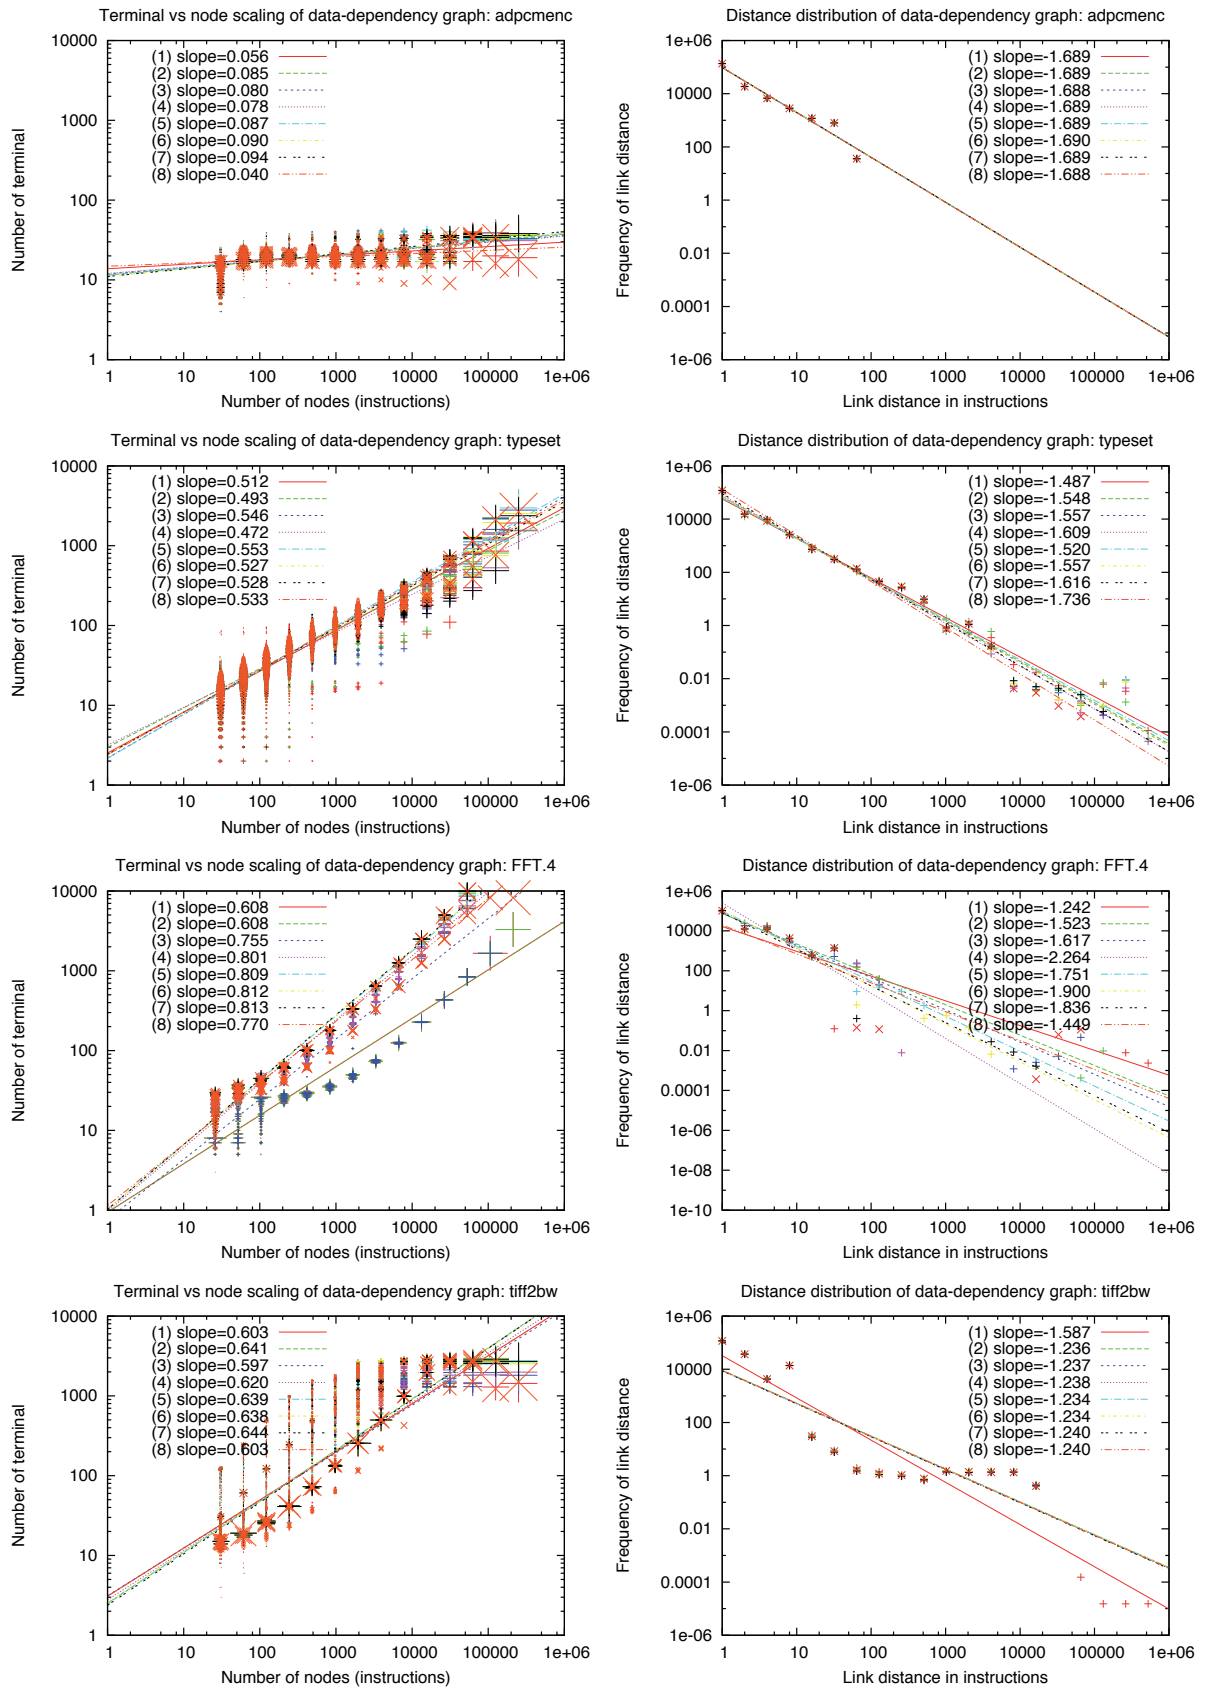 Terminal vs node scaling of data-dependency graph: adpcmenc
Number of terminal
10000
1000
100
10
1
(1) slope=0.056
(2) slope=0.085
(3) slope=0.080
(4) slope=0.078
(5) slope=0.087
(6) slope=0.090
(7) slope=0.094
(8) slope=0.040
1 10 100 1000 10000 100000 1e+06
Number of nodes (instructions)
Distance distribution of data-dependency graph: adpcmenc
Frequency of link distance
1e+06
10000
100
1
0.01
0.0001
1e-06
(1) slope=-1.689
(2) slope=-1.689
(3) slope=-1.688
(4) slope=-1.689
(5) slope=-1.689
(6) slope=-1.690
(7) slope=-1.689
(8) slope=-1.688
1 10 100 1000 10000 100000 1e+06
Link distance in instructions
Terminal vs node scaling of data-dependency graph: typeset
Number of terminal
10000
1000
100
10
1
(1) slope=0.512
(2) slope=0.493
(3) slope=0.546
(4) slope=0.472
(5) slope=0.553
(6) slope=0.527
(7) slope=0.528
(8) slope=0.533
1 10 100 1000 10000 100000 1e+06
Number of nodes (instructions)
Distance distribution of data-dependency graph: typeset
Frequency of link distance
1e+06
10000
100
1
0.01
0.0001
1e-06
(1) slope=-1.487
(2) slope=-1.548
(3) slope=-1.557
(4) slope=-1.609
(5) slope=-1.520
(6) slope=-1.557
(7) slope=-1.616
(8) slope=-1.736
1 10 100 1000 10000 100000 1e+06
Link distance in instructions
Terminal vs node scaling of data-dependency graph: FFT.4
Number of terminal
10000
1000
100
10
1
(1) slope=0.608
(2) slope=0.608
(3) slope=0.755
(4) slope=0.801
(5) slope=0.809
(6) slope=0.812
(7) slope=0.813
(8) slope=0.770
1 10 100 1000 10000 100000 1e+06
Number of nodes (instructions)
Distance distribution of data-dependency graph: FFT.4
Frequency of link distance
1e+06
10000
100
1
0.01
0.0001
1e-06
1e-08
1e-10
(1) slope=-1.242
(2) slope=-1.523
(3) slope=-1.617
(4) slope=-2.264
(5) slope=-1.751
(6) slope=-1.900
(7) slope=-1.836
(8) slope=-1.449
1 10 100 1000 10000 100000 1e+06
Link distance in instructions
Terminal vs node scaling of data-dependency graph: tiff2bw
Number of terminal
10000
1000
100
10
1
(1) slope=0.603
(2) slope=0.641
(3) slope=0.597
(4) slope=0.620
(5) slope=0.639
(6) slope=0.638
(7) slope=0.644
(8) slope=0.603
1 10 100 1000 10000 100000 1e+06
Number of nodes (instructions)
Distance distribution of data-dependency graph: tiff2bw
Frequency of link distance
1e+06
10000
100
1
0.01
0.0001
1e-06
(1) slope=-1.587
(2) slope=-1.236
(3) slope=-1.237
(4) slope=-1.238
(5) slope=-1.234
(6) slope=-1.234
(7) slope=-1.240
(8) slope=-1.240
1 10 100 1000 10000 100000 1e+06
Link distance in instructions